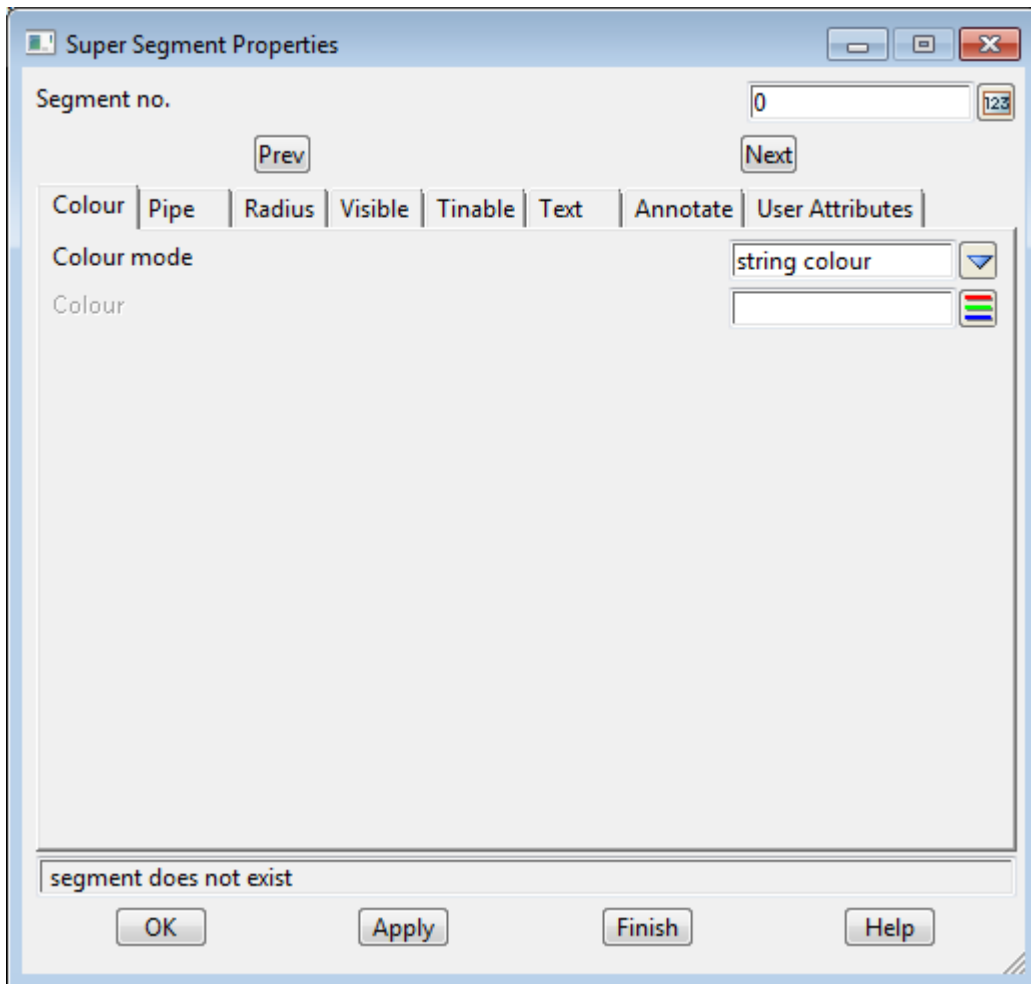 Super Segment Properties
Segment no. 0 123
Prev Next
Colour Pipe Radius Visible Tinable Text Annotate User Attributes
Colour mode string colour
Colour
segment does not exist
OK Apply Finish Help